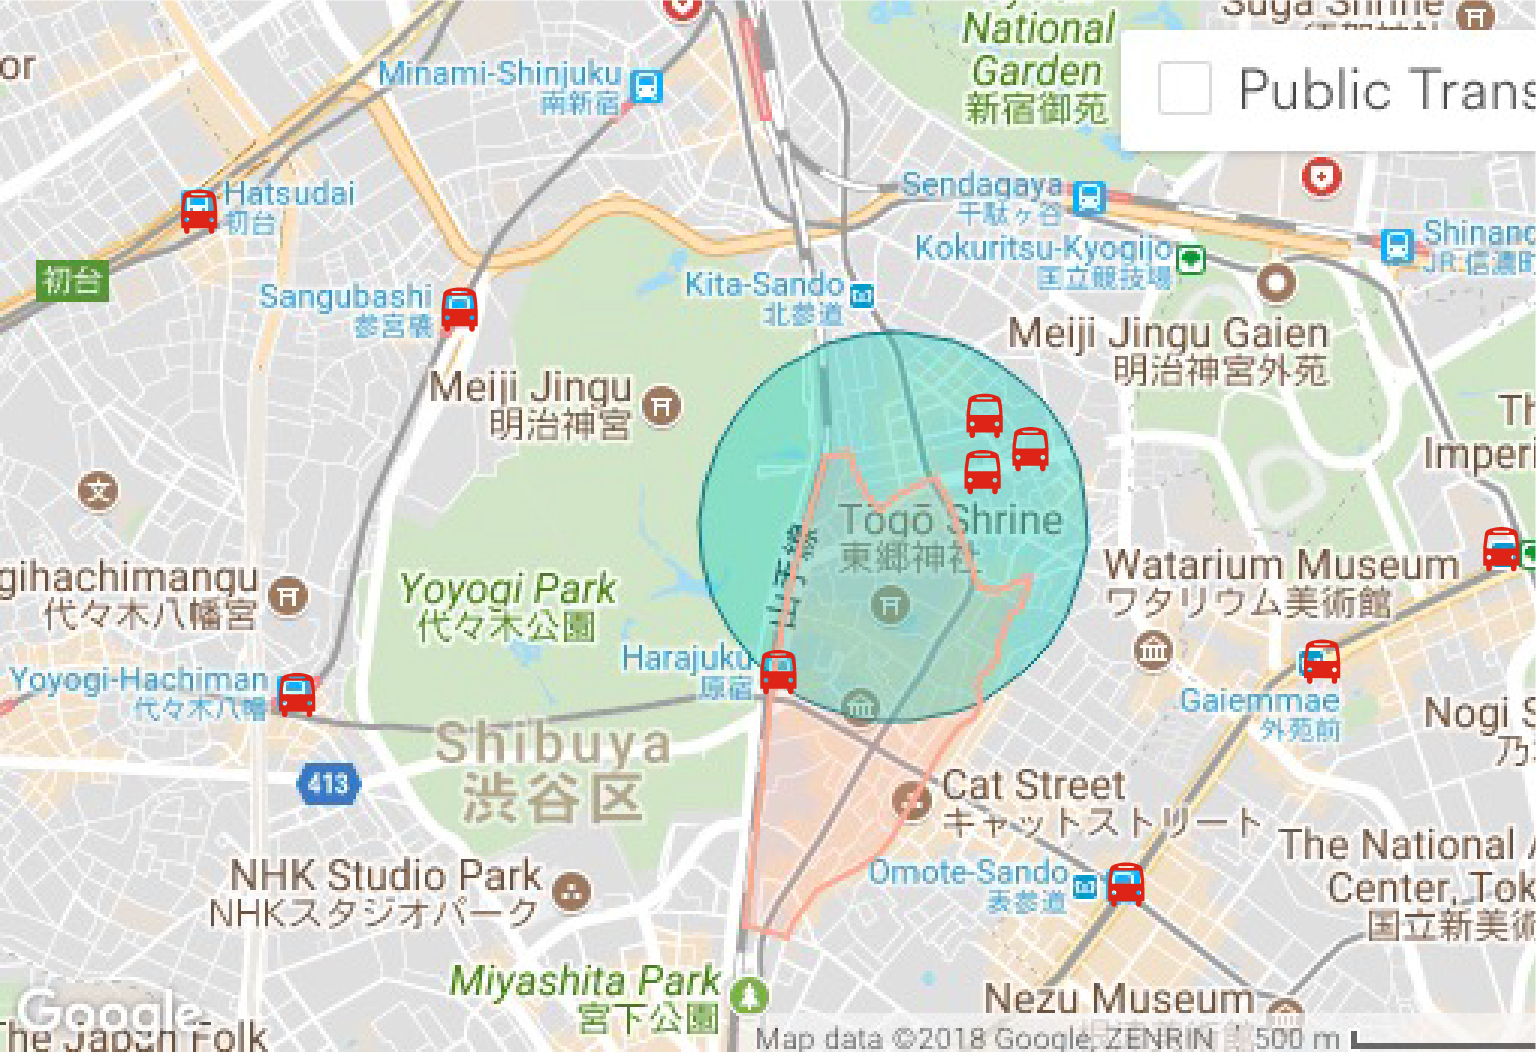 Suga Shrine
National
Garden
新宿御苑
Public Trans
or
Minami-Shinjuku
南新宿
Hatsudai
初台
初台
Sendagaya
千駄ヶ谷
Kokuritsu-Kyogijo
国立競技場
Shinano
JR信濃町
Sangubashi
参宮橋
Kita-Sando
北参道
Meiji Jingu Gaien
明治神宮外苑
Meiji Jingu
明治神宮
Th
Imperi
Tōgō Shrine
東郷神社
山手線
gihachimangu
代々木八幡宮
Yoyogi Park
代々木公園
Watarium Museum
ワタリウム美術館
Harajuku
原宿
Yoyogi-Hachiman
代々木八幡
Gaiemmae
外苑前
Nogi S
乃
Shibuya
渋谷区
413
Cat Street
キャットストリート
The National A
Center, Tok
国立新美術
Omote-Sando
表参道
NHK Studio Park
NHKスタジオパーク
Miyashita Park
宮下公園
Nezu Museum
Google
The Japan Folk
Map data ©2018 Google, ZENRIN
500 m